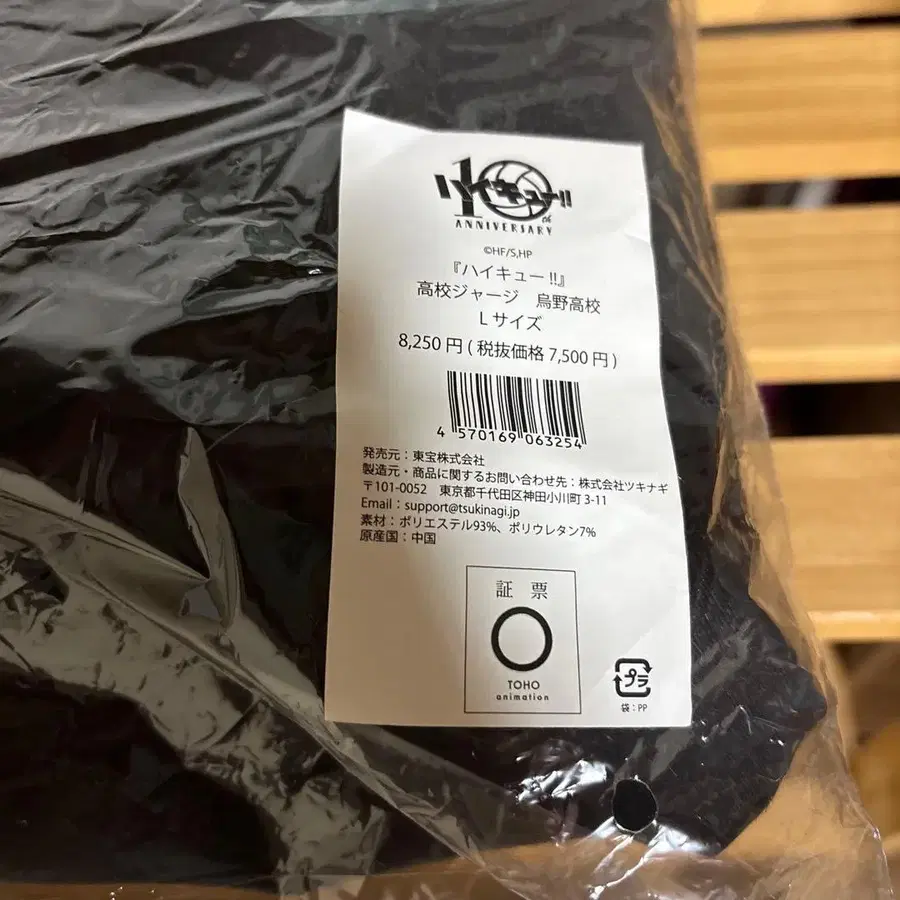 10th
ハイキュー!!
ANNIVERSARY
©HF/S,HP
『ハイキュー!!』
高校ジャージ 烏野高校
Lサイズ
8,250円(税抜価格7,500円)
4 570169 063254
発売元：東宝株式会社
製造元・商品に関するお問い合わせ先：株式会社ツキナギ
〒101-0052 東京都千代田区神田小川町3-11
Email：support@tsukinagi.jp
素材：ポリエステル93%、ポリウレタン7%
原産国：中国
証票
TOHO
animation
プラ
袋：PP